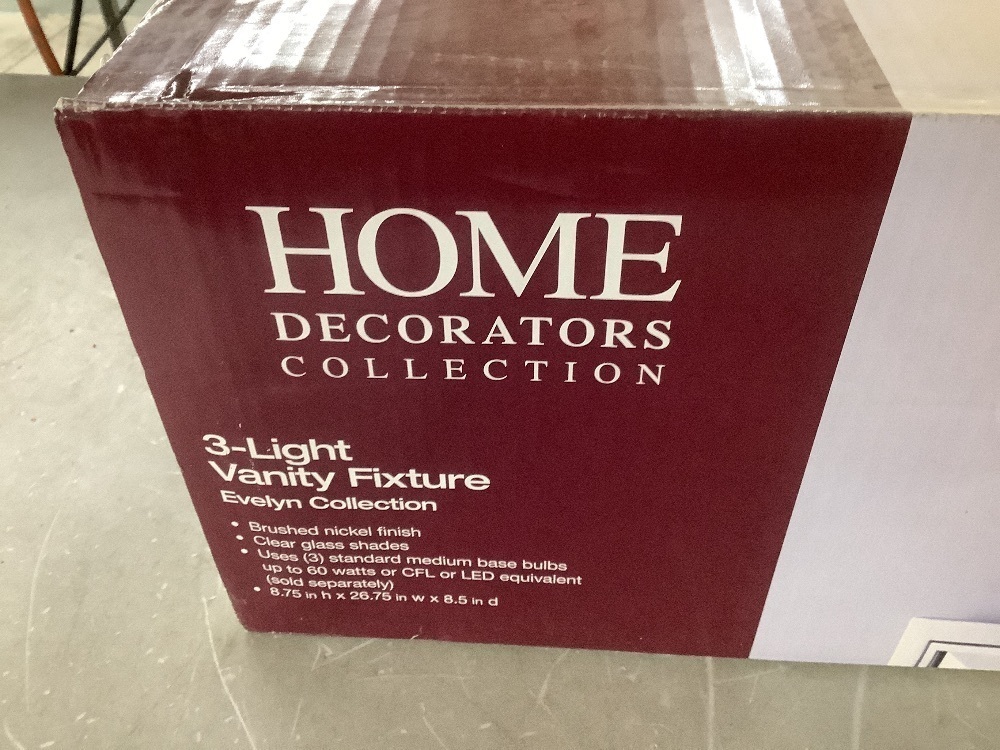 HOME
DECORATORS
COLLECTION
3-Light
Vanity Fixture
Evelyn Collection
• Brushed nickel finish
• Clear glass shades
• Uses (3) standard medium base bulbs
up to 60 watts or CFL or LED equivalent
(sold separately)
• 8.75 in h x 26.75 in w x 8.5 in d